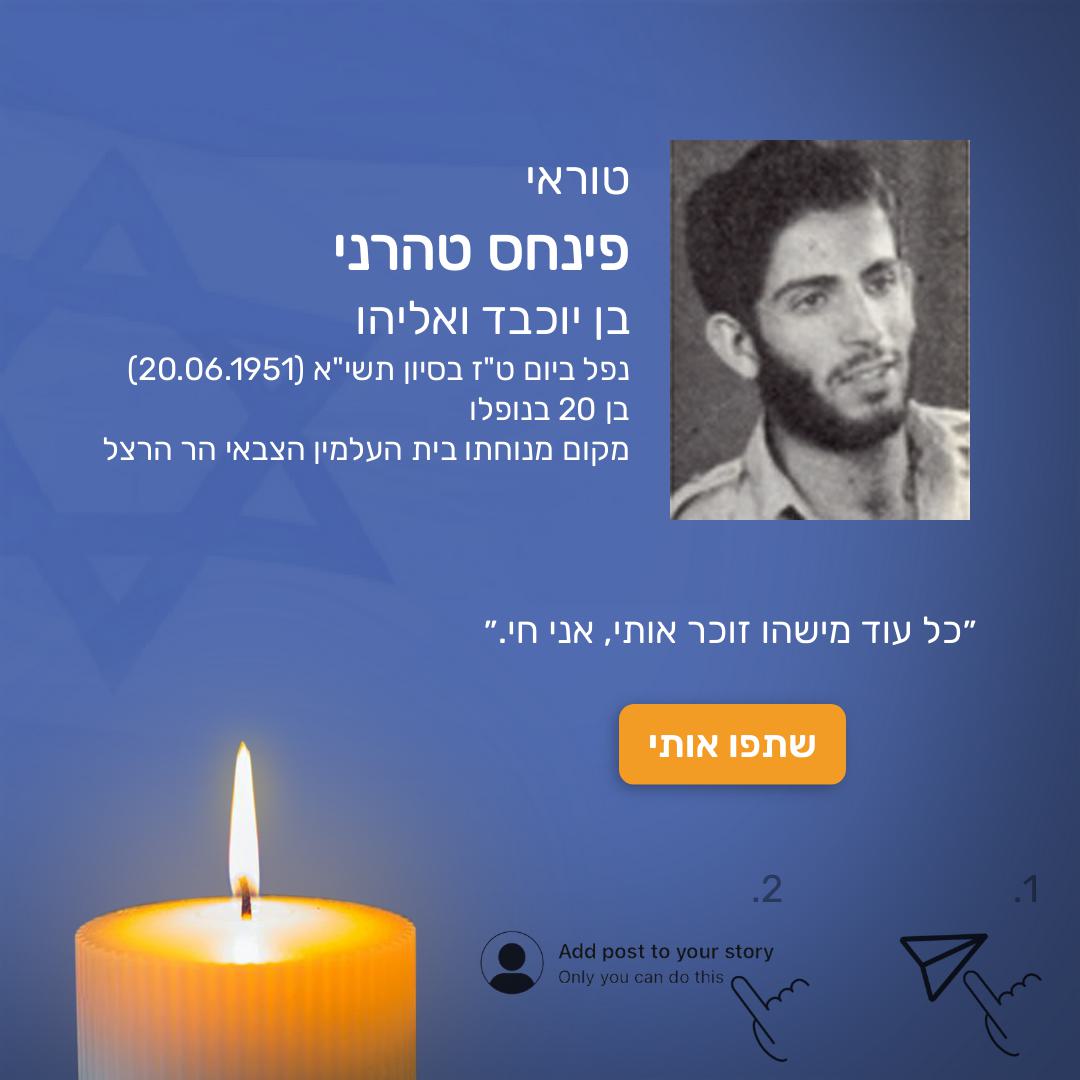 טוראי
פינחס טהרני
בן יוכבד ואליהו
נפל ביום ט"ז בסיון תשי"א (20.06.1951)
בן 20 בנופלו
מקום מנוחתו בית העלמין הצבאי הר הרצל
״כל עוד מישהו זוכר אותי, אני חי.״
שתפו אותי
.1
.2
Add post to your story
Only you can do this